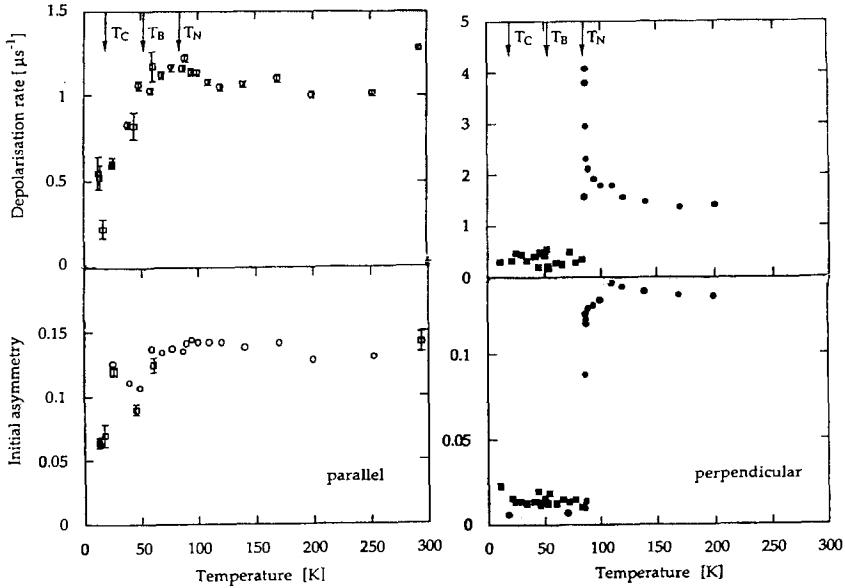 T_C T_B T_N
Depolarisation rate [μs⁻¹]
1.5
1
0.5
0
Initial asymmetry
0.15
0.10
0.05
0
parallel
0 50 100 150 200 250 300
Temperature [K]
T_C T_B T_N
5
4
3
2
1
0
0.1
0.05
0
perpendicular
0 50 100 150 200 250 300
Temperature [K]